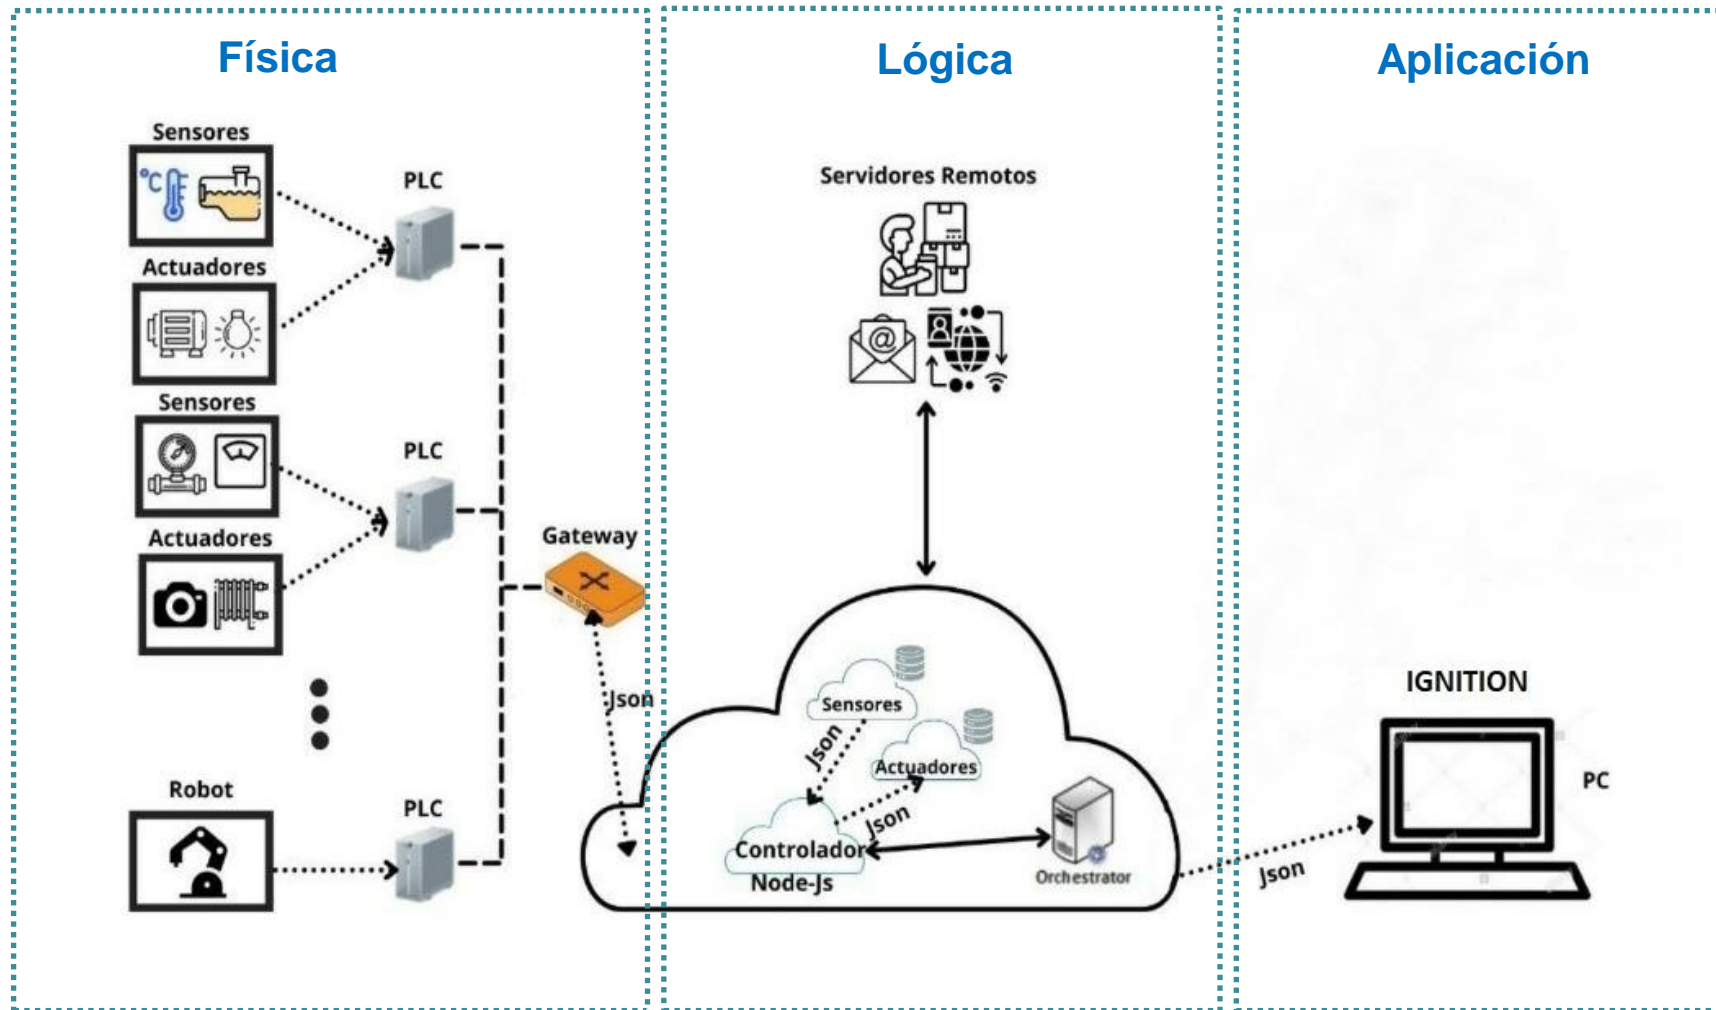 Física
Sensores
°C
PLC
Actuadores
Sensores
PLC
Actuadores
Gateway
Json
Robot
PLC
Lógica
Servidores Remotos
@
Sensores
Json
Actuadores
Json
Controlador
Node-Js
Orchestrator
Aplicación
IGNITION
PC
Json